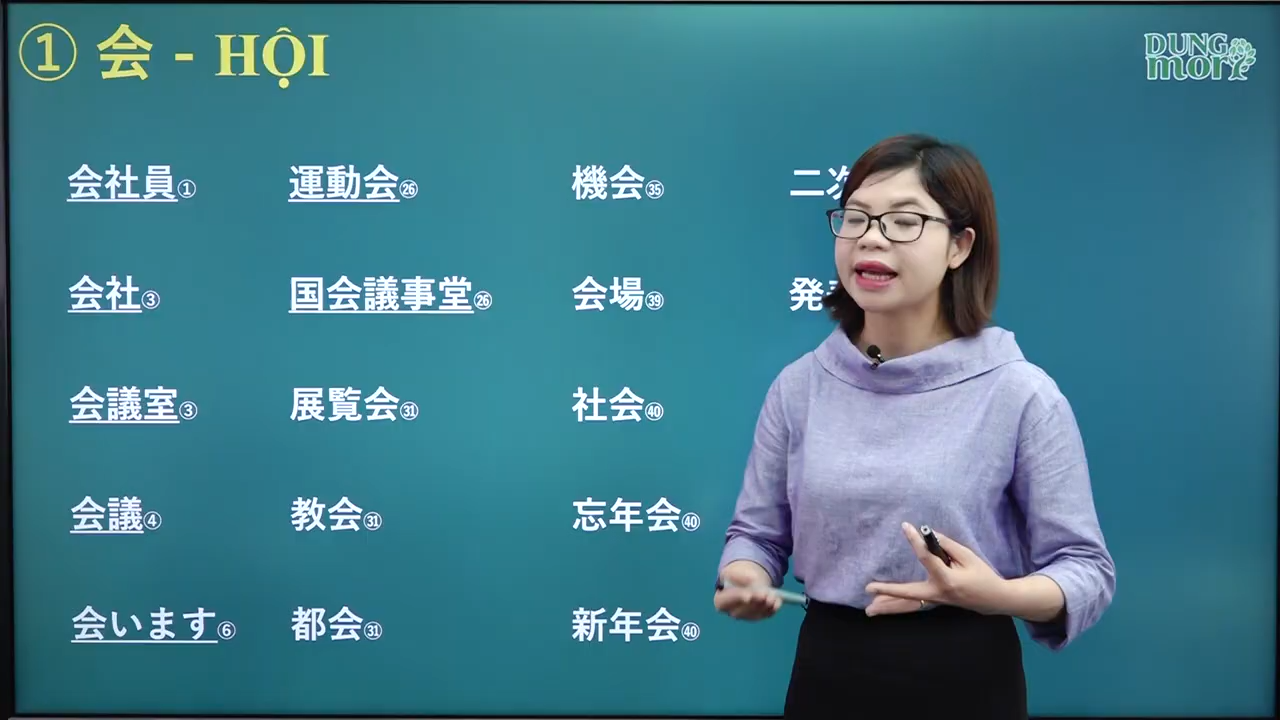 ① 会 - HỘI
DUNG
mori
会社員① 運動会㉖ 機会㉟ 二次
会社③ 国会議事堂㉖ 会場㊴ 発
会議室③ 展覧会㉛ 社会㊵
会議④ 教会㉛ 忘年会㊵
会います⑥ 都会㉛ 新年会㊵